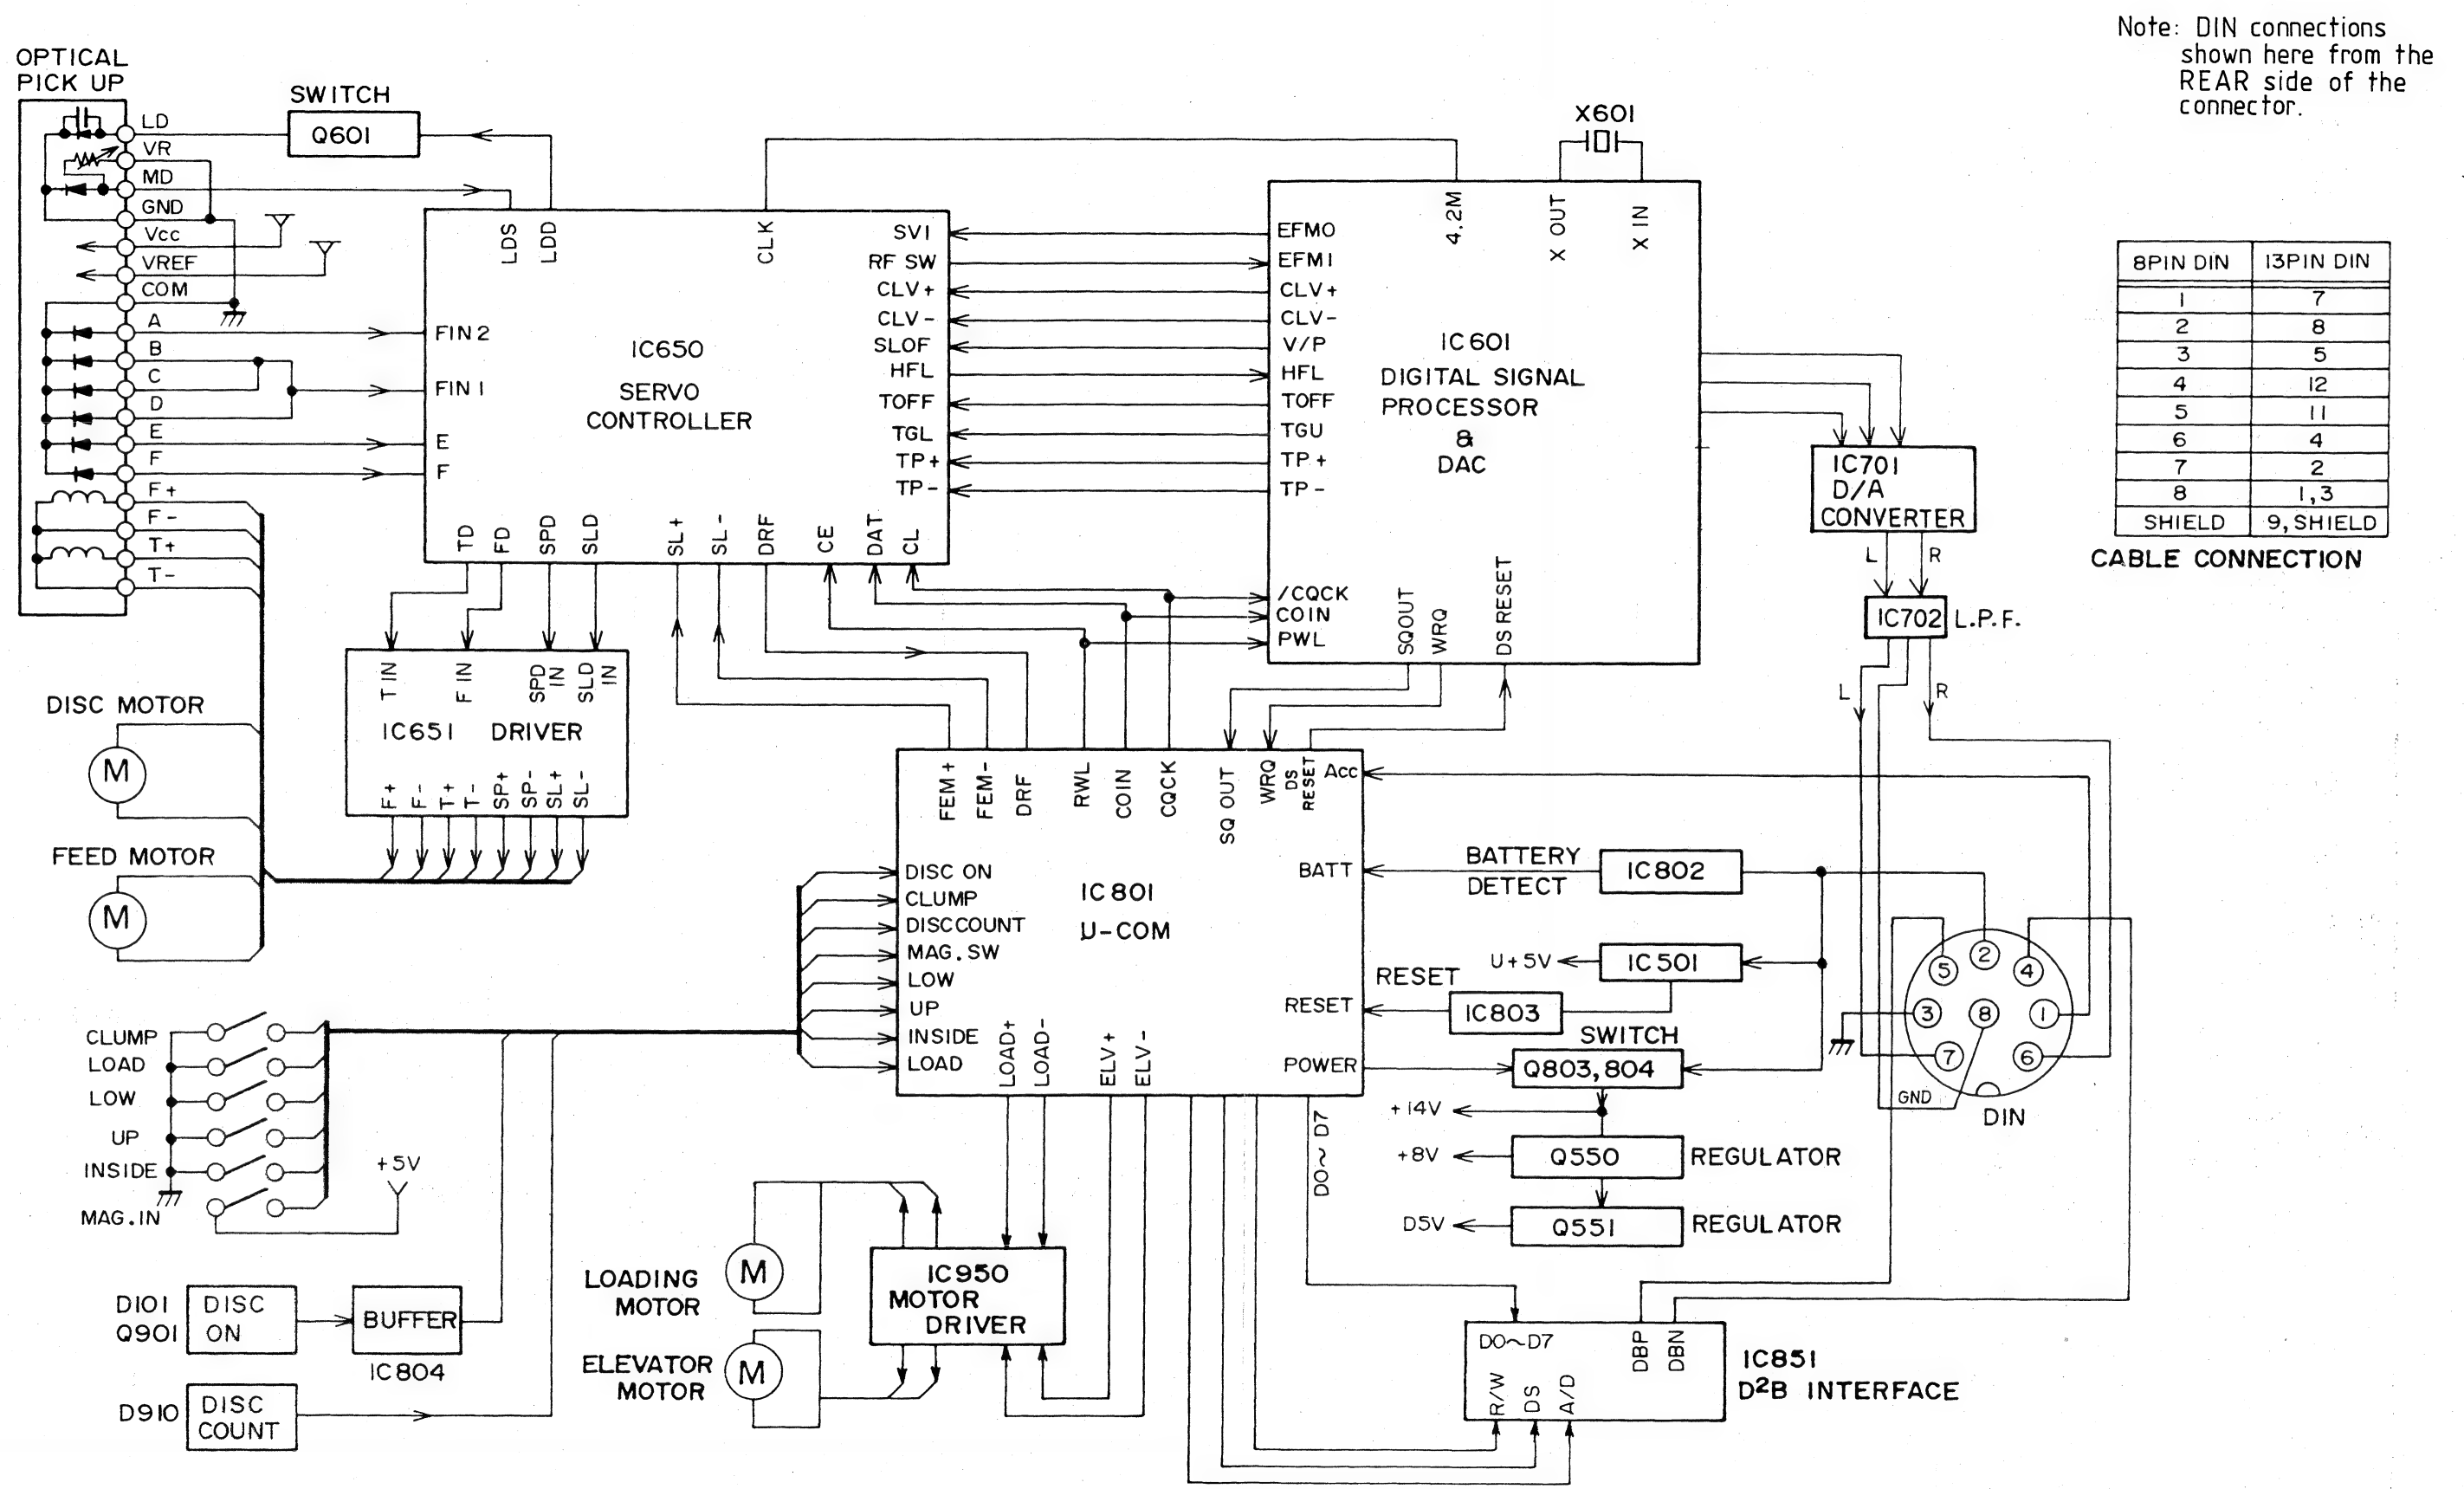 Note: DIN connections
shown here from the
REAR side of the
connector.
OPTICAL
PICK UP
LD
VR
MD
GND
Vcc
VREF
COM
A
B
C
D
E
F
F+
F-
T+
T-
SWITCH
Q601
LDS
LDD
CLK
FIN 2
FIN 1
E
F
IC650
SERVO
CONTROLLER
SVI
RF SW
CLV+
CLV-
SLOF
HFL
TOFF
TGL
TP+
TP-
TD
FD
SPD
SLD
SL+
SL-
DRF
CE
DAT
CL
X601
4.2M
X OUT
X IN
EFMO
EFMI
CLV+
CLV-
V/P
HFL
TOFF
TGU
TP+
TP-
/CQCK
COIN
PWL
IC601
DIGITAL SIGNAL
PROCESSOR
&
DAC
SQOUT
WRQ
DS RESET
IC701
D/A
CONVERTER
L
R
IC702
L.P.F.
L
R
8PIN DIN 13PIN DIN
1 7
2 8
3 5
4 12
5 11
6 4
7 2
8 1,3
SHIELD 9,SHIELD
CABLE CONNECTION
T IN
F IN
SPD IN
SLD IN
IC651 DRIVER
F+
F-
T+
T-
SP+
SP-
SL+
SL-
DISC MOTOR
M
FEED MOTOR
M
FEM+
FEM-
DRF
RWL
COIN
CQCK
SQ OUT
WRQ
DS RESET
Acc
BATT
RESET
POWER
DISC ON
CLUMP
DISCCOUNT
MAG. SW
LOW
UP
INSIDE
LOAD
IC801
µ-COM
LOAD+
LOAD-
ELV+
ELV-
D0~D7
BATTERY
DETECT
IC802
U+5V
IC501
RESET
IC803
SWITCH
Q803,804
+14V
+8V
Q550
REGULATOR
D5V
Q551
REGULATOR
5
2
4
3
8
1
7
6
GND
DIN
CLUMP
LOAD
LOW
UP
INSIDE
MAG.IN
+5V
D101
Q901
DISC
ON
BUFFER
IC804
D910
DISC
COUNT
LOADING
MOTOR
M
ELEVATOR
MOTOR
M
IC950
MOTOR
DRIVER
D0~D7
DBP
DBN
R/W
DS
A/D
IC851
D²B INTERFACE